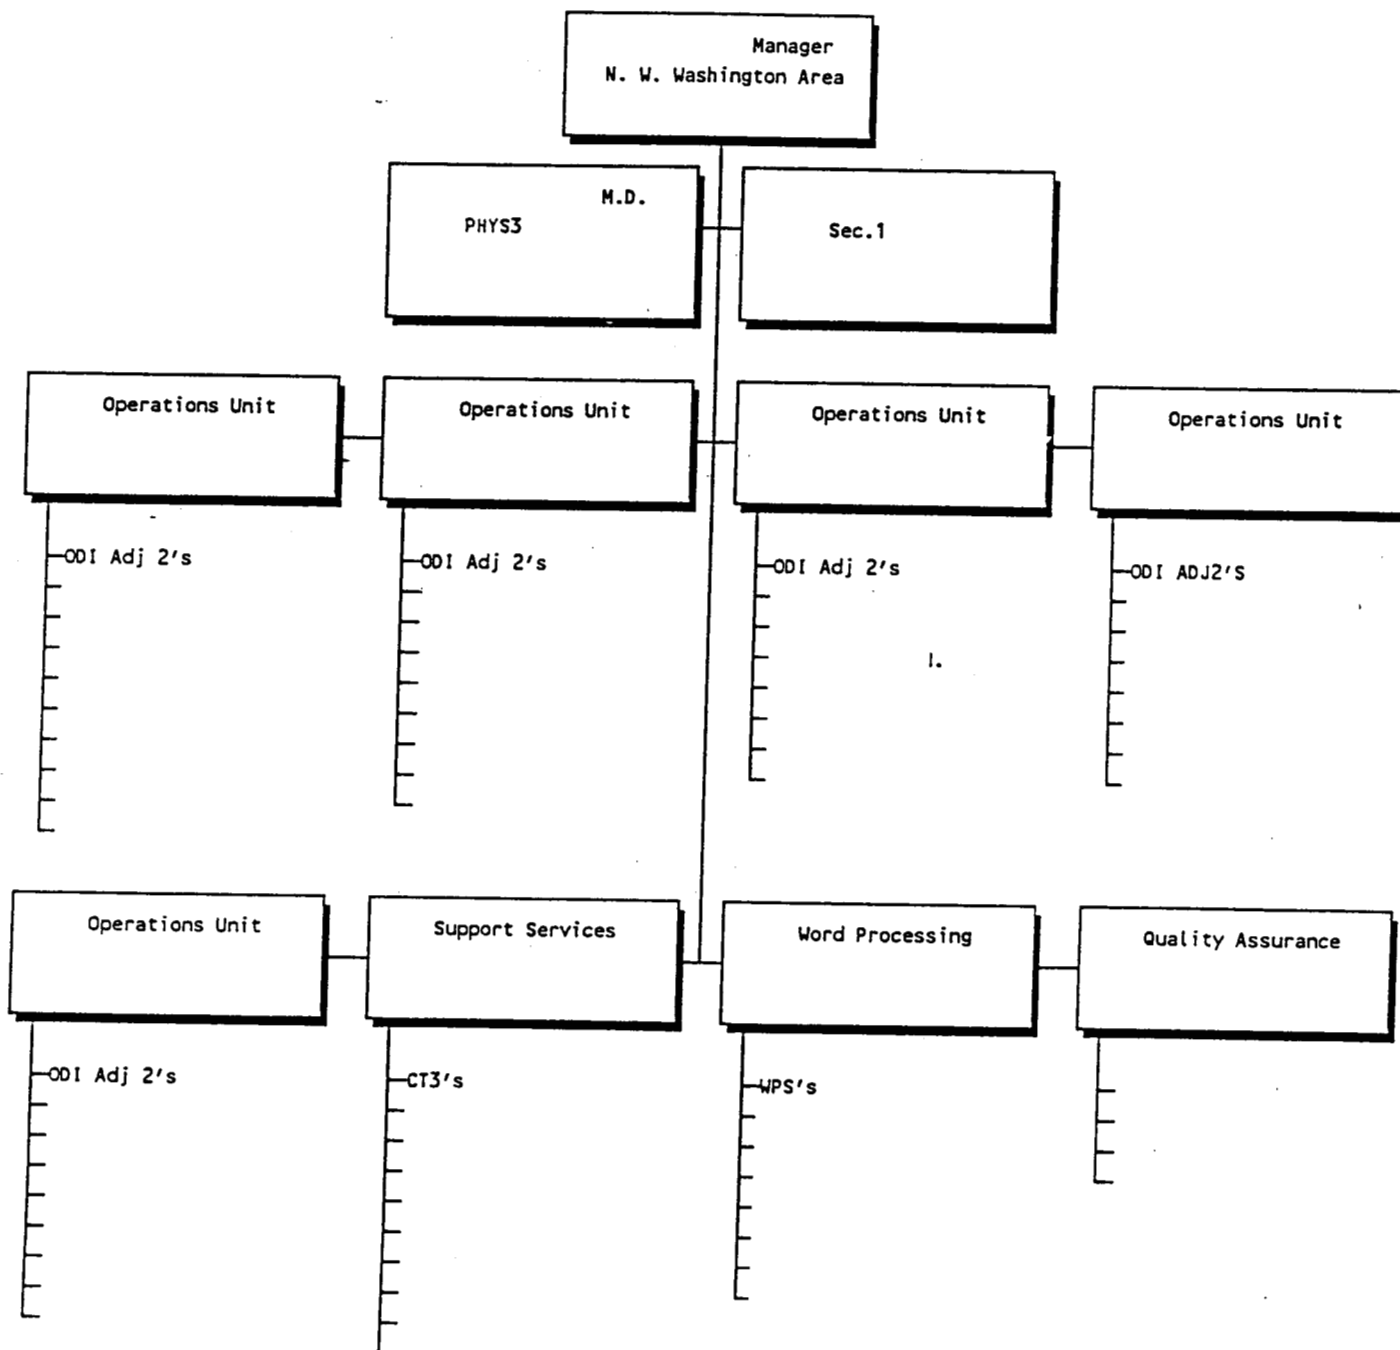 Manager
N. W. Washington Area
M.D.
PHYS3
Sec.1
Operations Unit
Operations Unit
Operations Unit
Operations Unit
ODI Adj 2's
ODI Adj 2's
ODI Adj 2's
ODI ADJ2'S
Operations Unit
Support Services
Word Processing
Quality Assurance
ODI Adj 2's
CT3's
WPS's